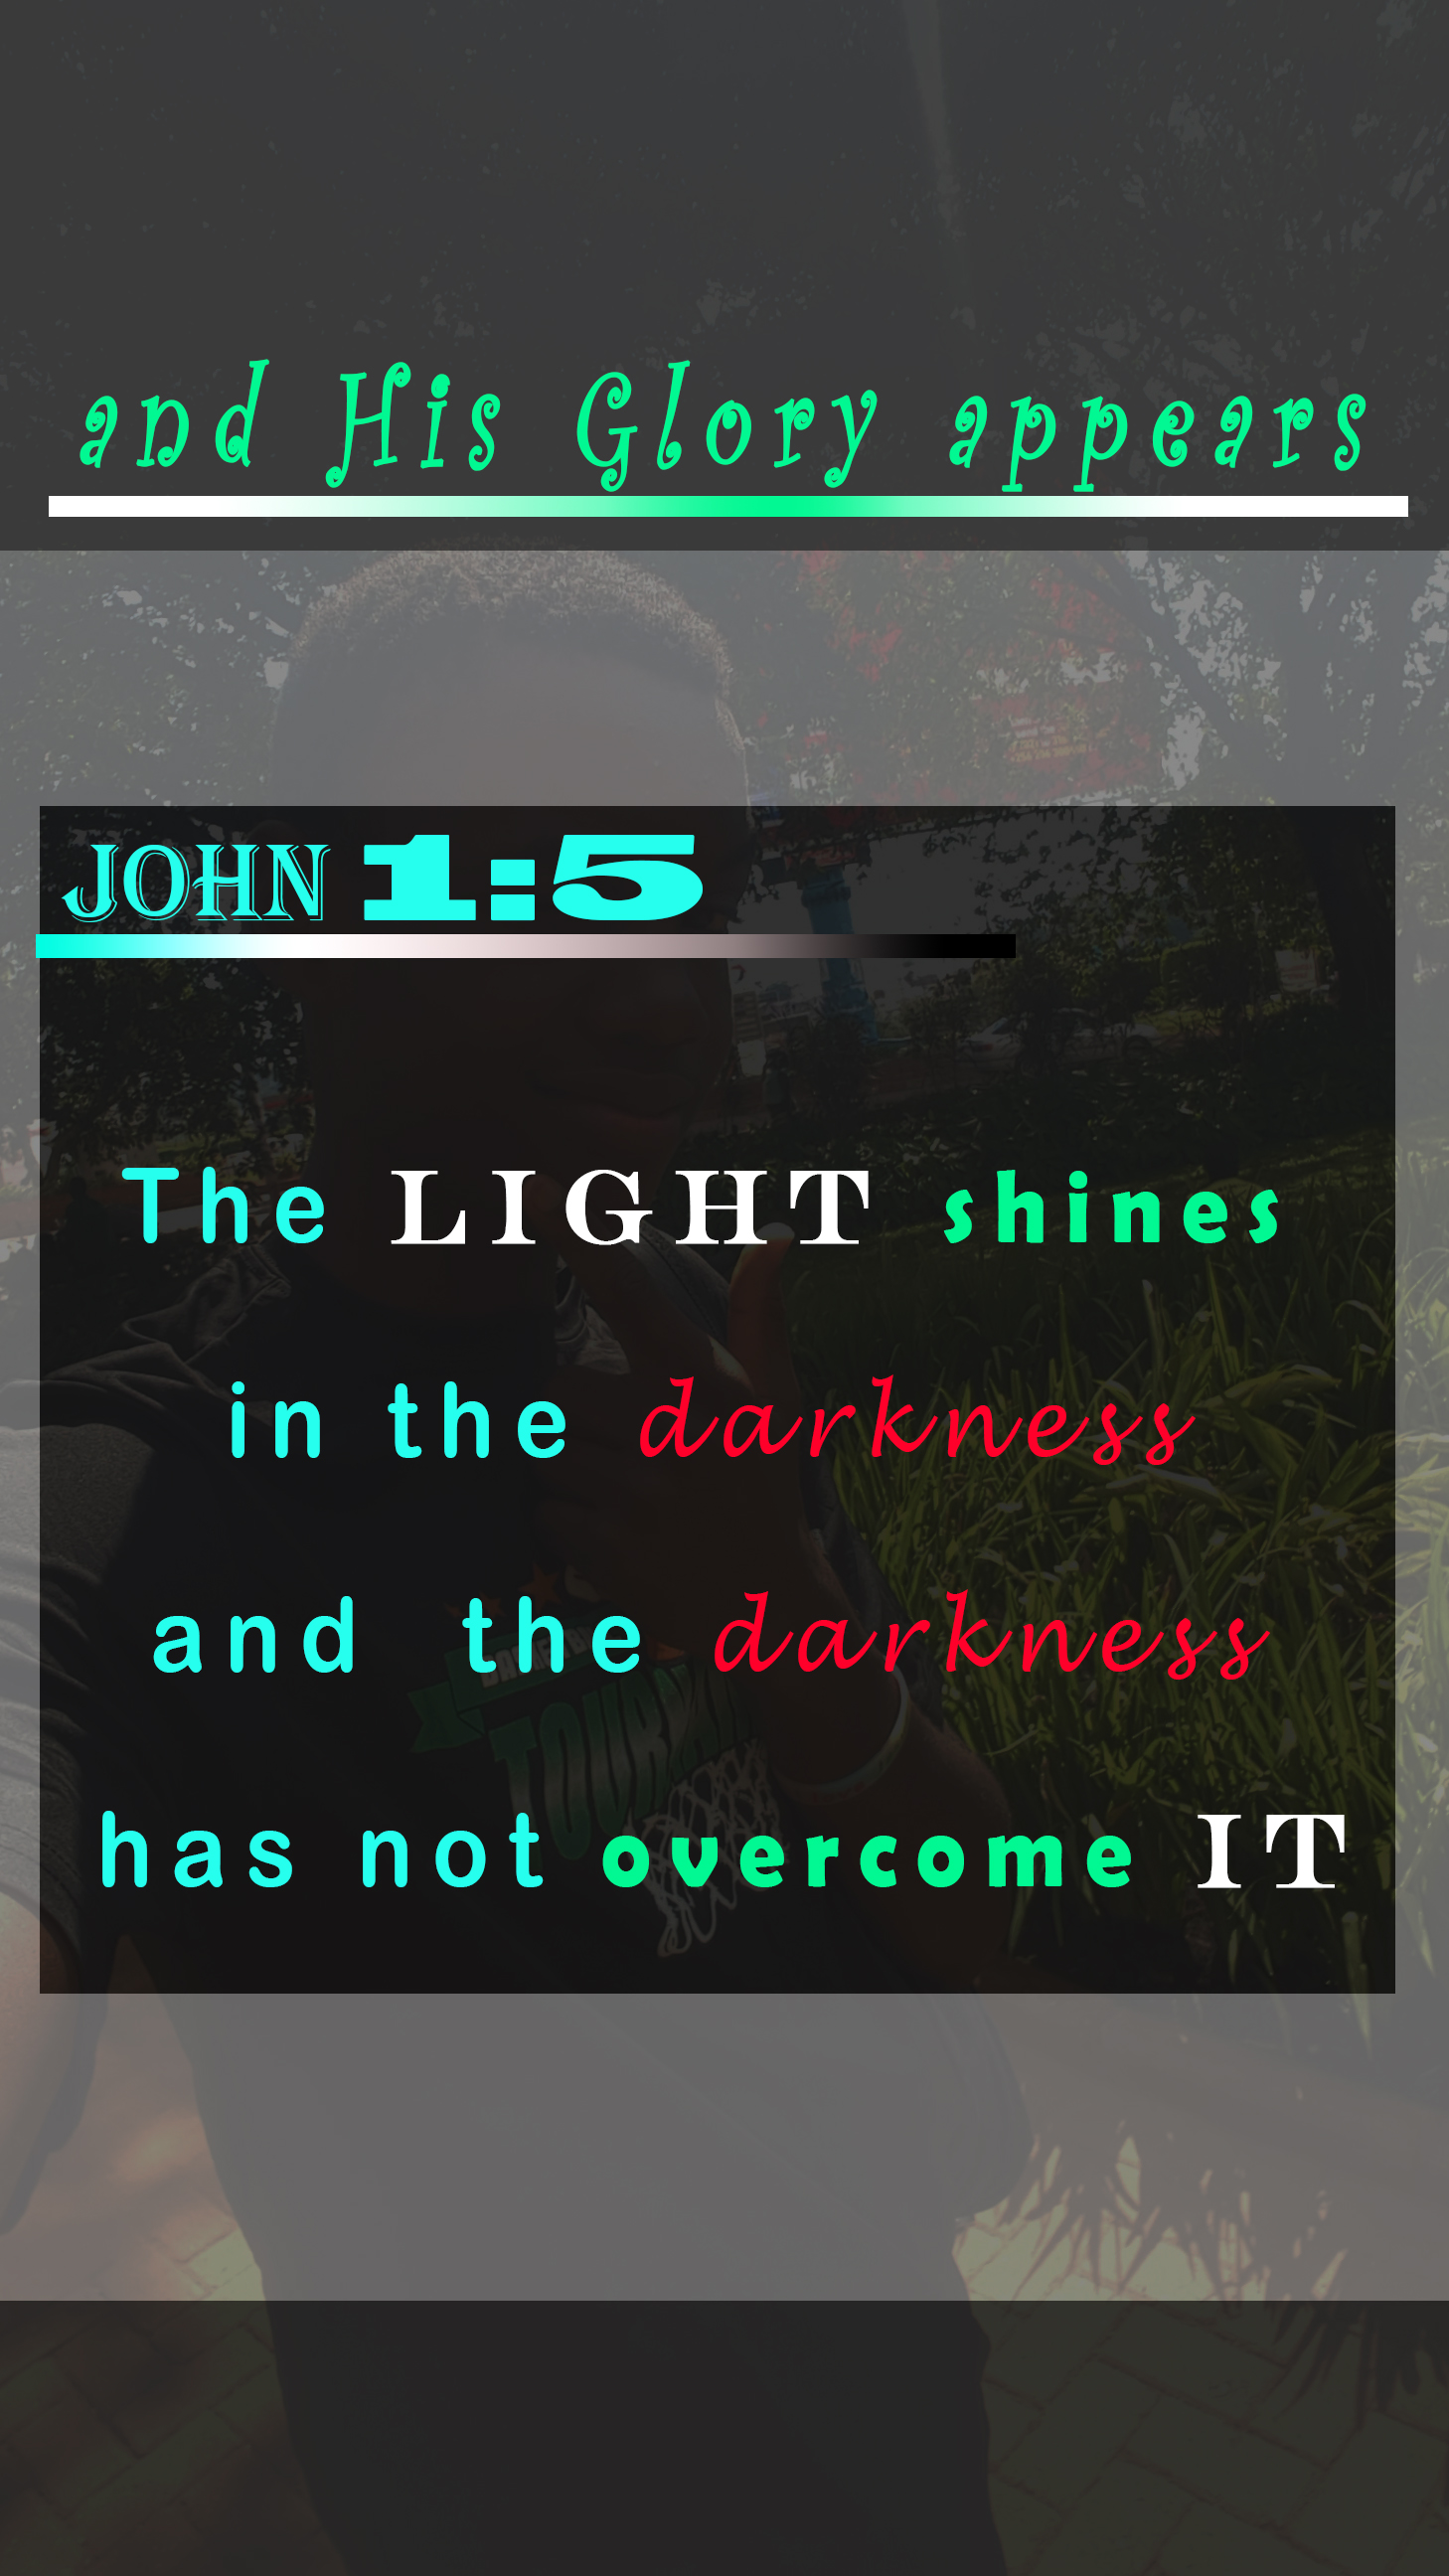 and His Glory appears
JOHN 1:5
The LIGHT shines
in the darkness
and the darkness
has not overcome IT